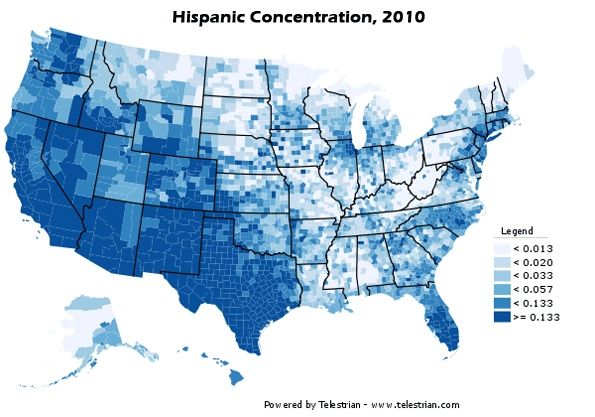 Hispanic Concentration, 2010
Legend
< 0.013
< 0.020
< 0.033
< 0.057
< 0.133
>= 0.133
Powered by Telestrian - www.telestrian.com